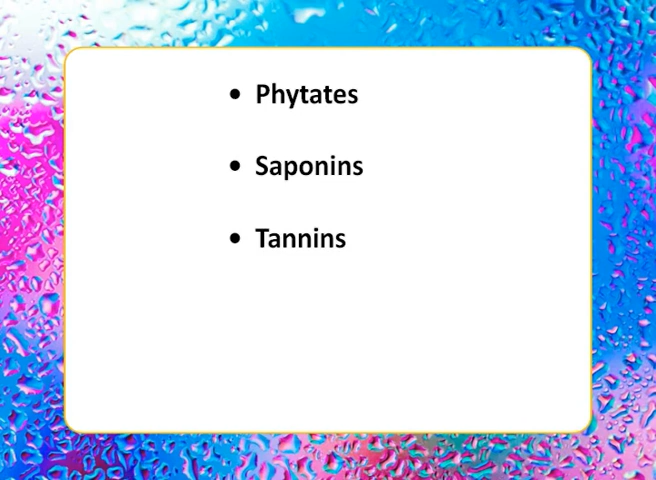 • Phytates
• Saponins
• Tannins